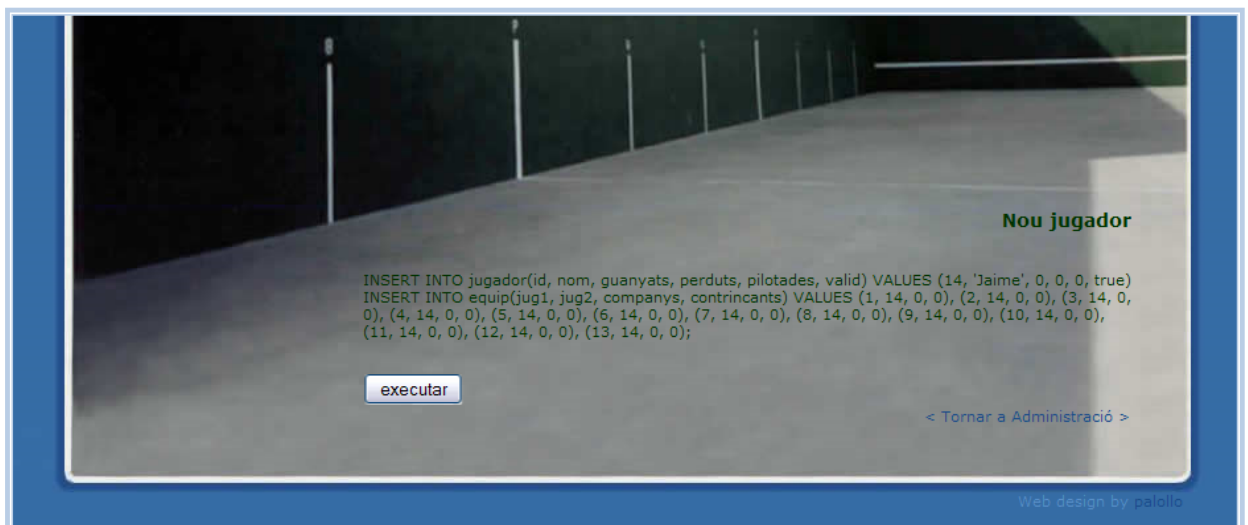 Nou jugador
INSERT INTO jugador(id, nom, guanyats, perduts, pilotades, valid) VALUES (14, 'Jaime', 0, 0, 0, true)
INSERT INTO equip(jug1, jug2, companys, contrincants) VALUES (1, 14, 0, 0), (2, 14, 0, 0), (3, 14, 0,
0), (4, 14, 0, 0), (5, 14, 0, 0), (6, 14, 0, 0), (7, 14, 0, 0), (8, 14, 0, 0), (9, 14, 0, 0), (10, 14, 0, 0),
(11, 14, 0, 0), (12, 14, 0, 0), (13, 14, 0, 0);
executar
< Tornar a Administració >
Web design by palollo